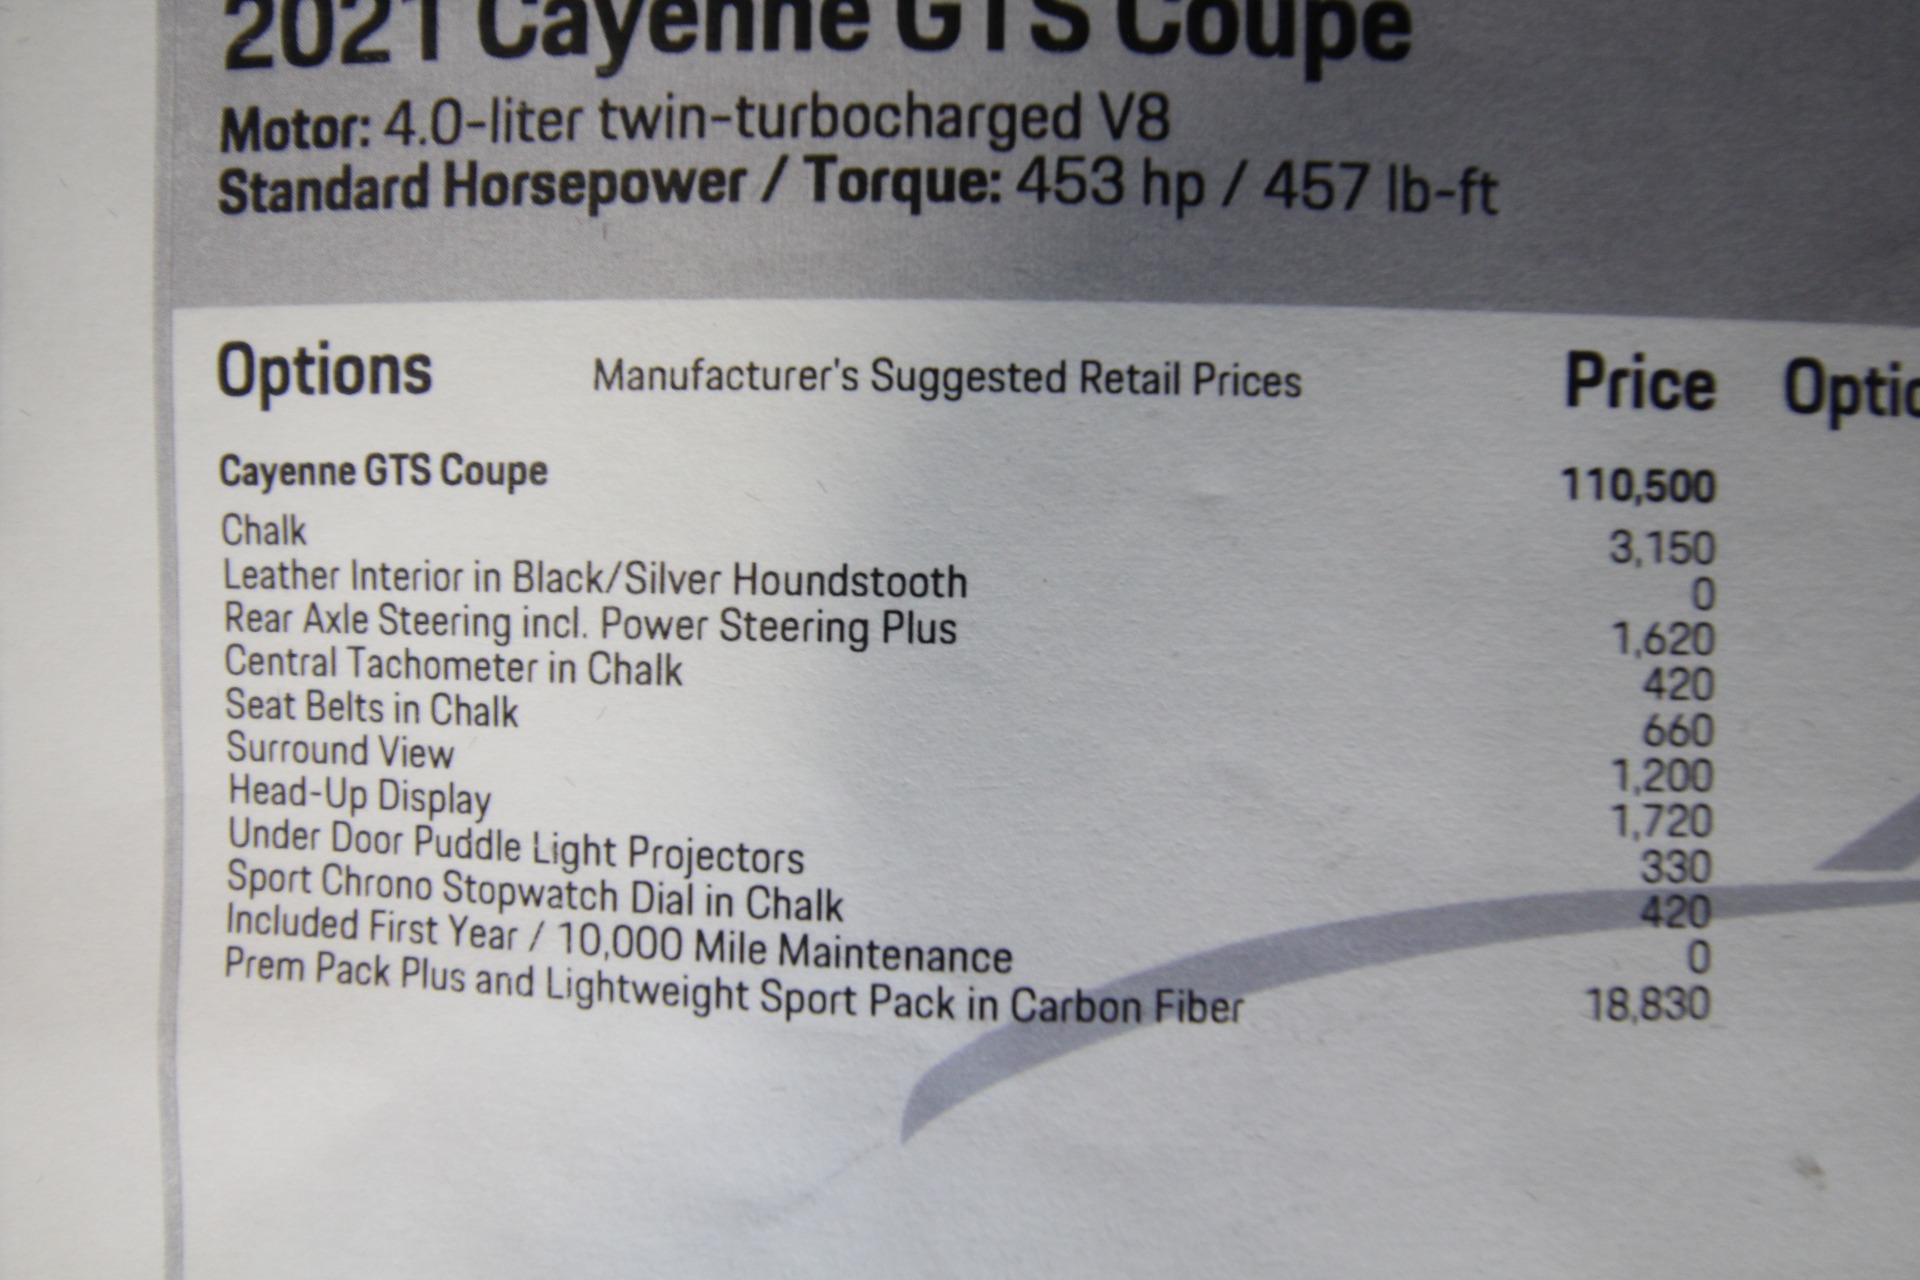 2021 Cayenne GTS Coupe
Motor: 4.0-liter twin-turbocharged V8
Standard Horsepower / Torque: 453 hp / 457 lb-ft
Options Manufacturer's Suggested Retail Prices Price Optio
Cayenne GTS Coupe 110,500
Chalk 3,150
Leather Interior in Black/Silver Houndstooth 0
Rear Axle Steering incl. Power Steering Plus 1,620
Central Tachometer in Chalk 420
Seat Belts in Chalk 660
Surround View 1,200
Head-Up Display 1,720
Under Door Puddle Light Projectors 330
Sport Chrono Stopwatch Dial in Chalk 420
Included First Year / 10,000 Mile Maintenance 0
Prem Pack Plus and Lightweight Sport Pack in Carbon Fiber 18,830